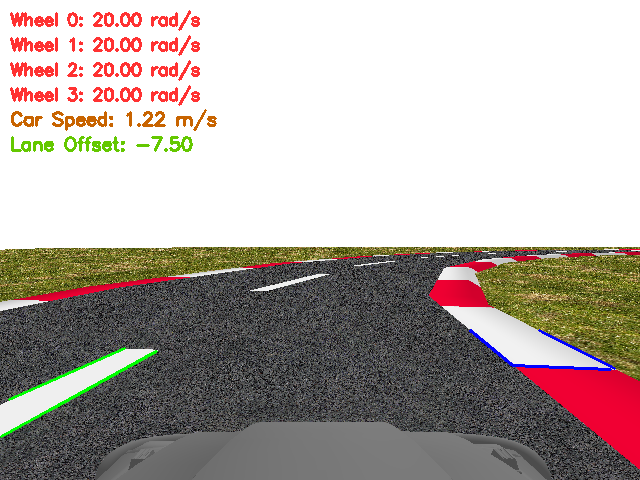 Wheel 0: 20.00 rad/s
Wheel 1: 20.00 rad/s
Wheel 2: 20.00 rad/s
Wheel 3: 20.00 rad/s
Car Speed: 1.22 m/s
Lane Offset: -7.50